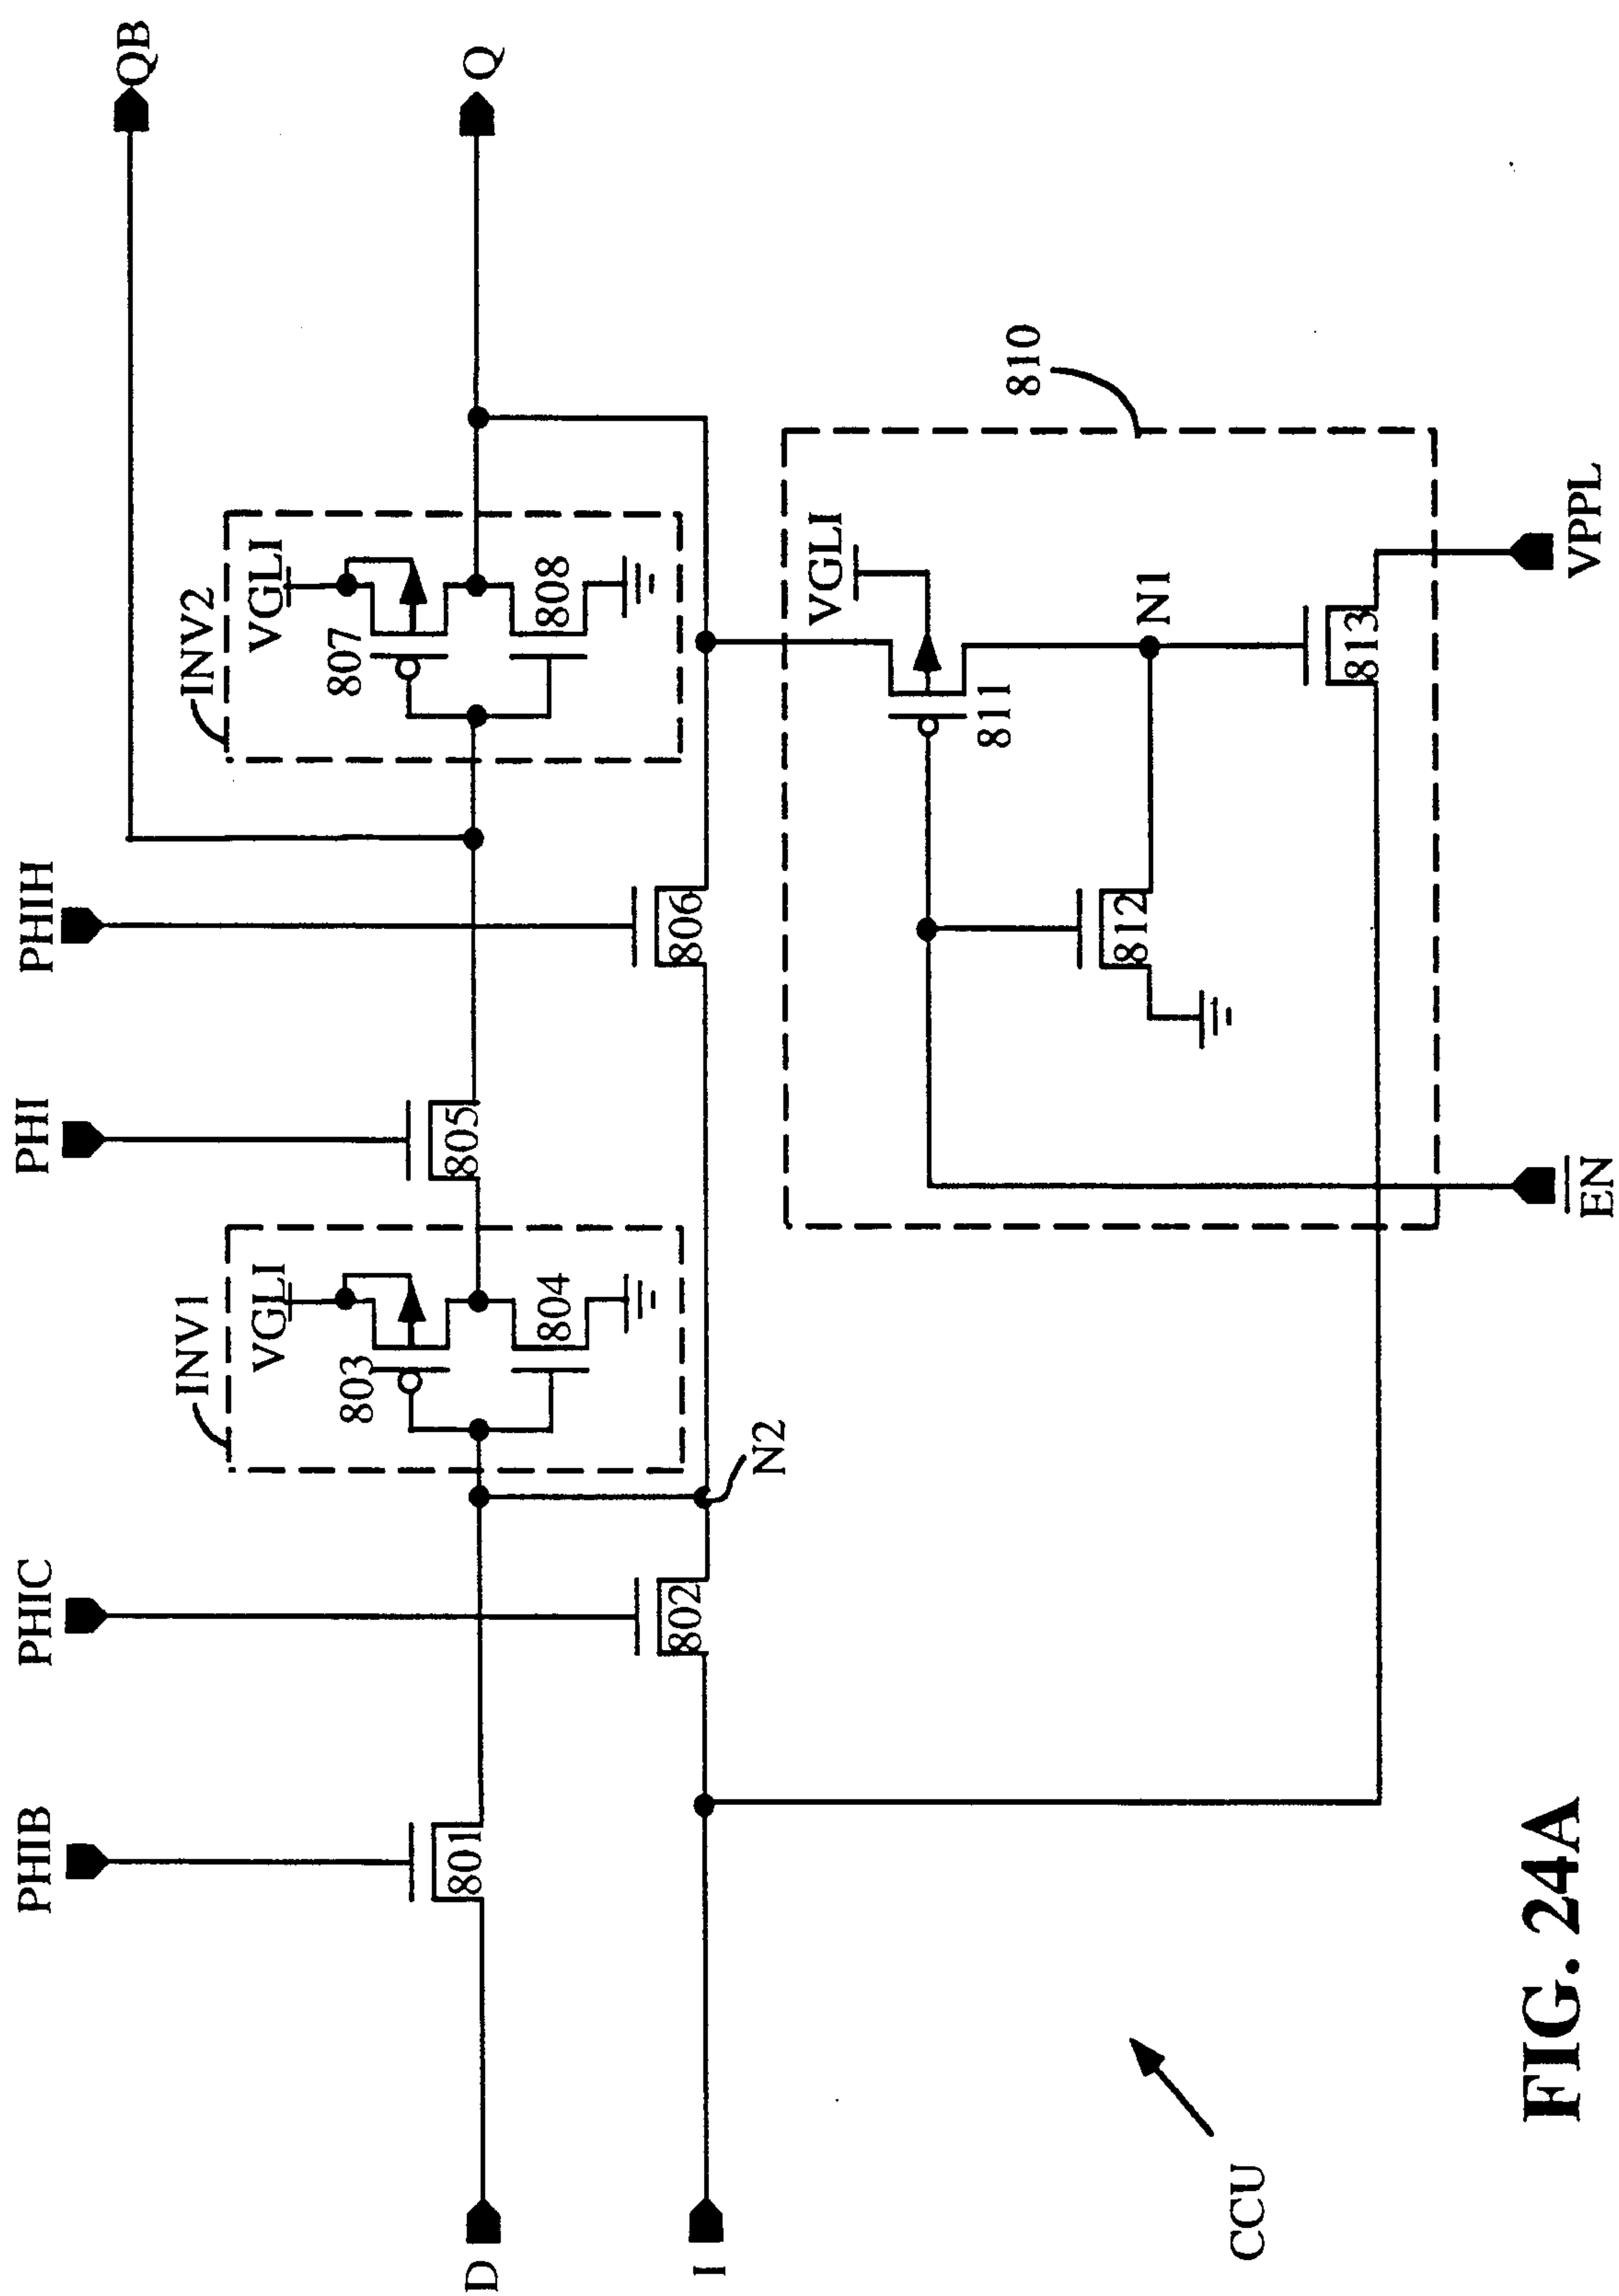 PHIB
PHIC
PHI
PHIH
QB
INV1
INV2
VGLI
VGLI
803
807
804
808
801
805
D
Q
802
806
I
N2
810
VGLI
811
812
N1
813
CCU
EN
VPPL
FIG. 24A